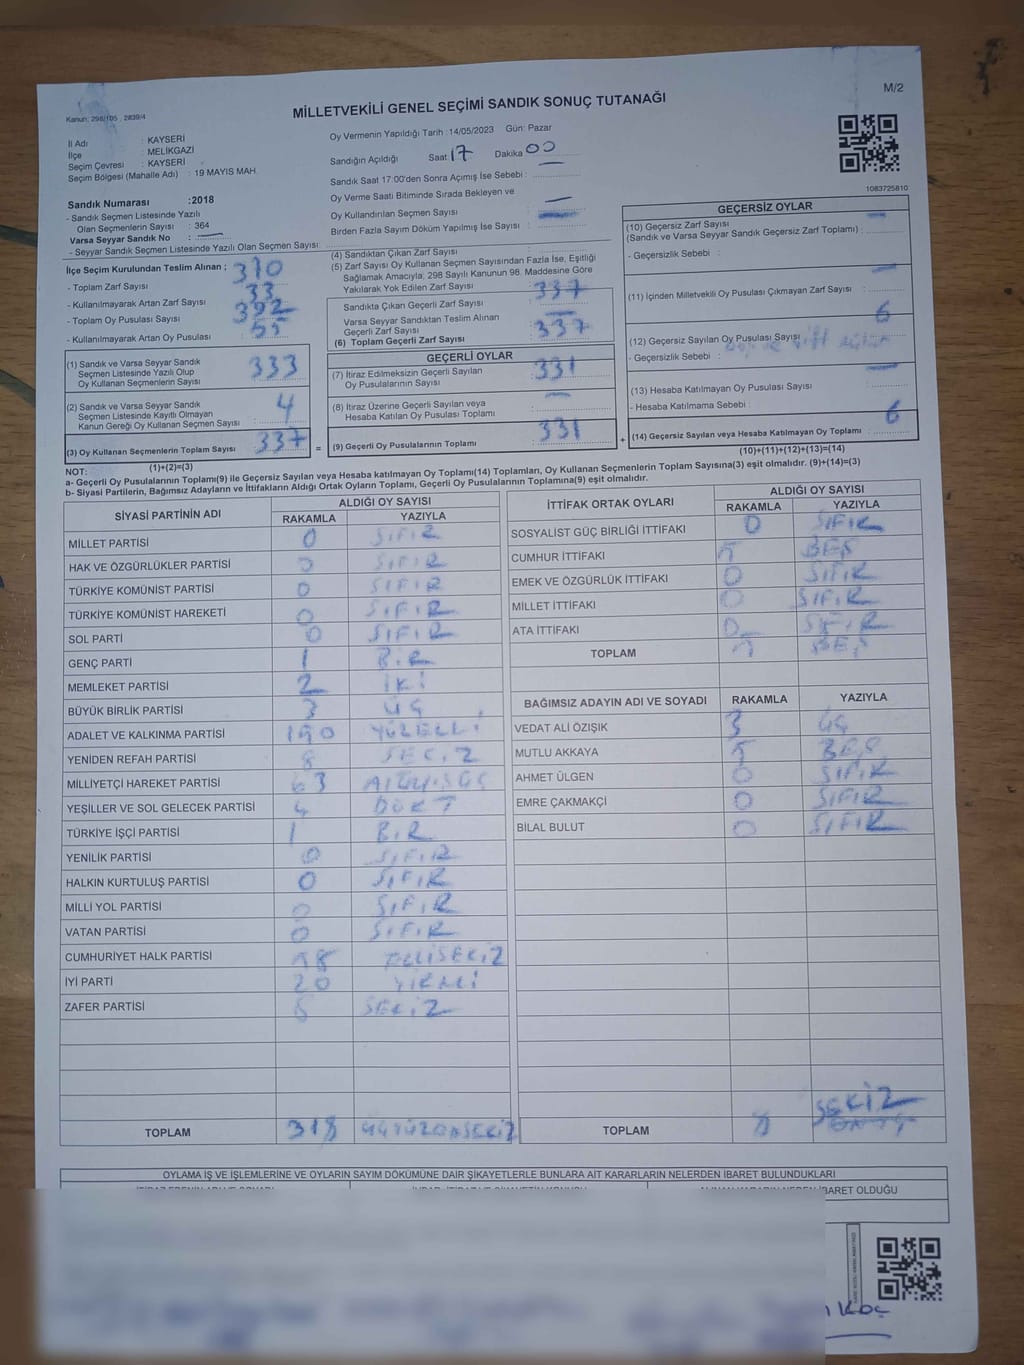 M/2
Kanun: 298/105 , 2839/4
MİLLETVEKİLİ GENEL SEÇİMİ SANDIK SONUÇ TUTANAĞI
İl Adı : KAYSERİ
İlçe : MELİKGAZİ
Seçim Çevresi : KAYSERİ
Seçim Bölgesi (Mahalle Adı) : 19 MAYIS MAH.
Oy Vermenin Yapıldığı Tarih :14/05/2023 Gün: Pazar
Sandığın Açıldığı Saat 17 Dakika 00
Sandık Saat 17:00'den Sonra Açımış İse Sebebi :
Oy Verme Saati Bitiminde Sırada Bekleyen ve
Oy Kullandırılan Seçmen Sayısı :
Birden Fazla Sayım Döküm Yapılmış İse Sayısı :
1083725810
Sandık Numarası :2018
- Sandık Seçmen Listesinde Yazılı
Olan Seçmenlerin Sayısı : 364
Varsa Seyyar Sandık No :
- Seyyar Sandık Seçmen Listesinde Yazılı Olan Seçmen Sayısı:
İlçe Seçim Kurulundan Teslim Alınan ;
- Toplam Zarf Sayısı : 370
- Kullanılmayarak Artan Zarf Sayısı : 33
- Toplam Oy Pusulası Sayısı : 392
- Kullanılmayarak Artan Oy Pusulası : 55
(1) Sandık ve Varsa Seyyar Sandık
Seçmen Listesinde Yazılı Olup
Oy Kullanan Seçmenlerin Sayısı : 333
(2) Sandık ve Varsa Seyyar Sandık
Seçmen Listesinde Kayıtlı Olmayan
Kanun Gereği Oy Kullanan Seçmen Sayısı : 4
(3) Oy Kullanan Seçmenlerin Toplam Sayısı : 337 =
(1)+(2)=(3)
(4) Sandıktan Çıkan Zarf Sayısı
(5) Zarf Sayısı Oy Kullanan Seçmen Sayısından Fazla İse, Eşitliği
Sağlamak Amacıyla, 298 Sayılı Kanunun 98. Maddesine Göre
Yakılarak Yok Edilen Zarf Sayısı :
Sandıkta Çıkan Geçerli Zarf Sayısı : 337
Varsa Seyyar Sandıktan Teslim Alınan
Geçerli Zarf Sayısı :
(6) Toplam Geçerli Zarf Sayısı : 337
GEÇERLİ OYLAR
(7) İtiraz Edilmeksizin Geçerli Sayılan
Oy Pusulalarının Sayısı : 331
(8) İtiraz Üzerine Geçerli Sayılan veya
Hesaba Katılan Oy Pusulası Toplamı :
(9) Geçerli Oy Pusulalarının Toplamı : 331 +
GEÇERSİZ OYLAR
(10) Geçersiz Zarf Sayısı
(Sandık ve Varsa Seyyar Sandık Geçersiz Zarf Toplamı) :
- Geçersizlik Sebebi :
(11) İçinden Milletvekili Oy Pusulası Çıkmayan Zarf Sayısı :
(12) Geçersiz Sayılan Oy Pusulası Sayısı : 6
- Geçersizlik Sebebi :
(13) Hesaba Katılmayan Oy Pusulası Sayısı :
- Hesaba Katılmama Sebebi :
(14) Geçersiz Sayılan veya Hesaba Katılmayan Oy Toplamı : 6
(10)+(11)+(12)+(13)=(14)
NOT:
a- Geçerli Oy Pusulalarının Toplamı(9) ile Geçersiz Sayılan veya Hesaba katılmayan Oy Toplamı(14) Toplamları, Oy Kullanan Seçmenlerin Toplam Sayısına(3) eşit olmalıdır. (9)+(14)=(3)
b- Siyasi Partilerin, Bağımsız Adayların ve İttifakların Aldığı Ortak Oyların Toplamı, Geçerli Oy Pusulalarının Toplamına(9) eşit olmalıdır.
SİYASİ PARTİNİN ADI ALDIĞI OY SAYISI
RAKAMLA YAZIYLA
MİLLET PARTİSİ 0 SIFIR
HAK VE ÖZGÜRLÜKLER PARTİSİ 0 SIFIR
TÜRKİYE KOMÜNİST PARTİSİ 0 SIFIR
TÜRKİYE KOMÜNİST HAREKETİ 0 SIFIR
SOL PARTİ 0 SIFIR
GENÇ PARTİ 1 BİR
MEMLEKET PARTİSİ 2 İKİ
BÜYÜK BİRLİK PARTİSİ 3 ÜÇ
ADALET VE KALKINMA PARTİSİ 150 YÜZELLİ
YENİDEN REFAH PARTİSİ 8 SEKİZ
MİLLİYETÇİ HAREKET PARTİSİ 63 ALTMIŞÜÇ
YEŞİLLER VE SOL GELECEK PARTİSİ 4 DÖRT
TÜRKİYE İŞÇİ PARTİSİ 1 BİR
YENİLİK PARTİSİ 0 SIFIR
HALKIN KURTULUŞ PARTİSİ 0 SIFIR
MİLLİ YOL PARTİSİ 0 SIFIR
VATAN PARTİSİ 0 SIFIR
CUMHURİYET HALK PARTİSİ 58 ELLİSEKİZ
İYİ PARTİ 20 YİRMİ
ZAFER PARTİSİ 8 SEKİZ
TOPLAM 318 ÜÇYÜZONSEKİZ
İTTİFAK ORTAK OYLARI ALDIĞI OY SAYISI
RAKAMLA YAZIYLA
SOSYALİST GÜÇ BİRLİĞİ İTTİFAKI 0 SIFIR
CUMHUR İTTİFAKI 5 BEŞ
EMEK VE ÖZGÜRLÜK İTTİFAKI 0 SIFIR
MİLLET İTTİFAKI 0 SIFIR
ATA İTTİFAKI 0 SIFIR
TOPLAM 5 BEŞ
BAĞIMSIZ ADAYIN ADI VE SOYADI RAKAMLA YAZIYLA
VEDAT ALİ ÖZIŞIK 3 ÜÇ
MUTLU AKKAYA 5 BEŞ
AHMET ÜLGEN 0 SIFIR
EMRE ÇAKMAKÇİ 0 SIFIR
BİLAL BULUT 0 SIFIR
TOPLAM 8 SEKİZ
OYLAMA İŞ VE İŞLEMLERİNE VE OYLARIN SAYIM DÖKÜMÜNE DAİR ŞİKAYETLERLE BUNLARA AİT KARARLARIN NELERDEN İBARET BULUNDUKLARI
İBARET OLDUĞU
KOÇ